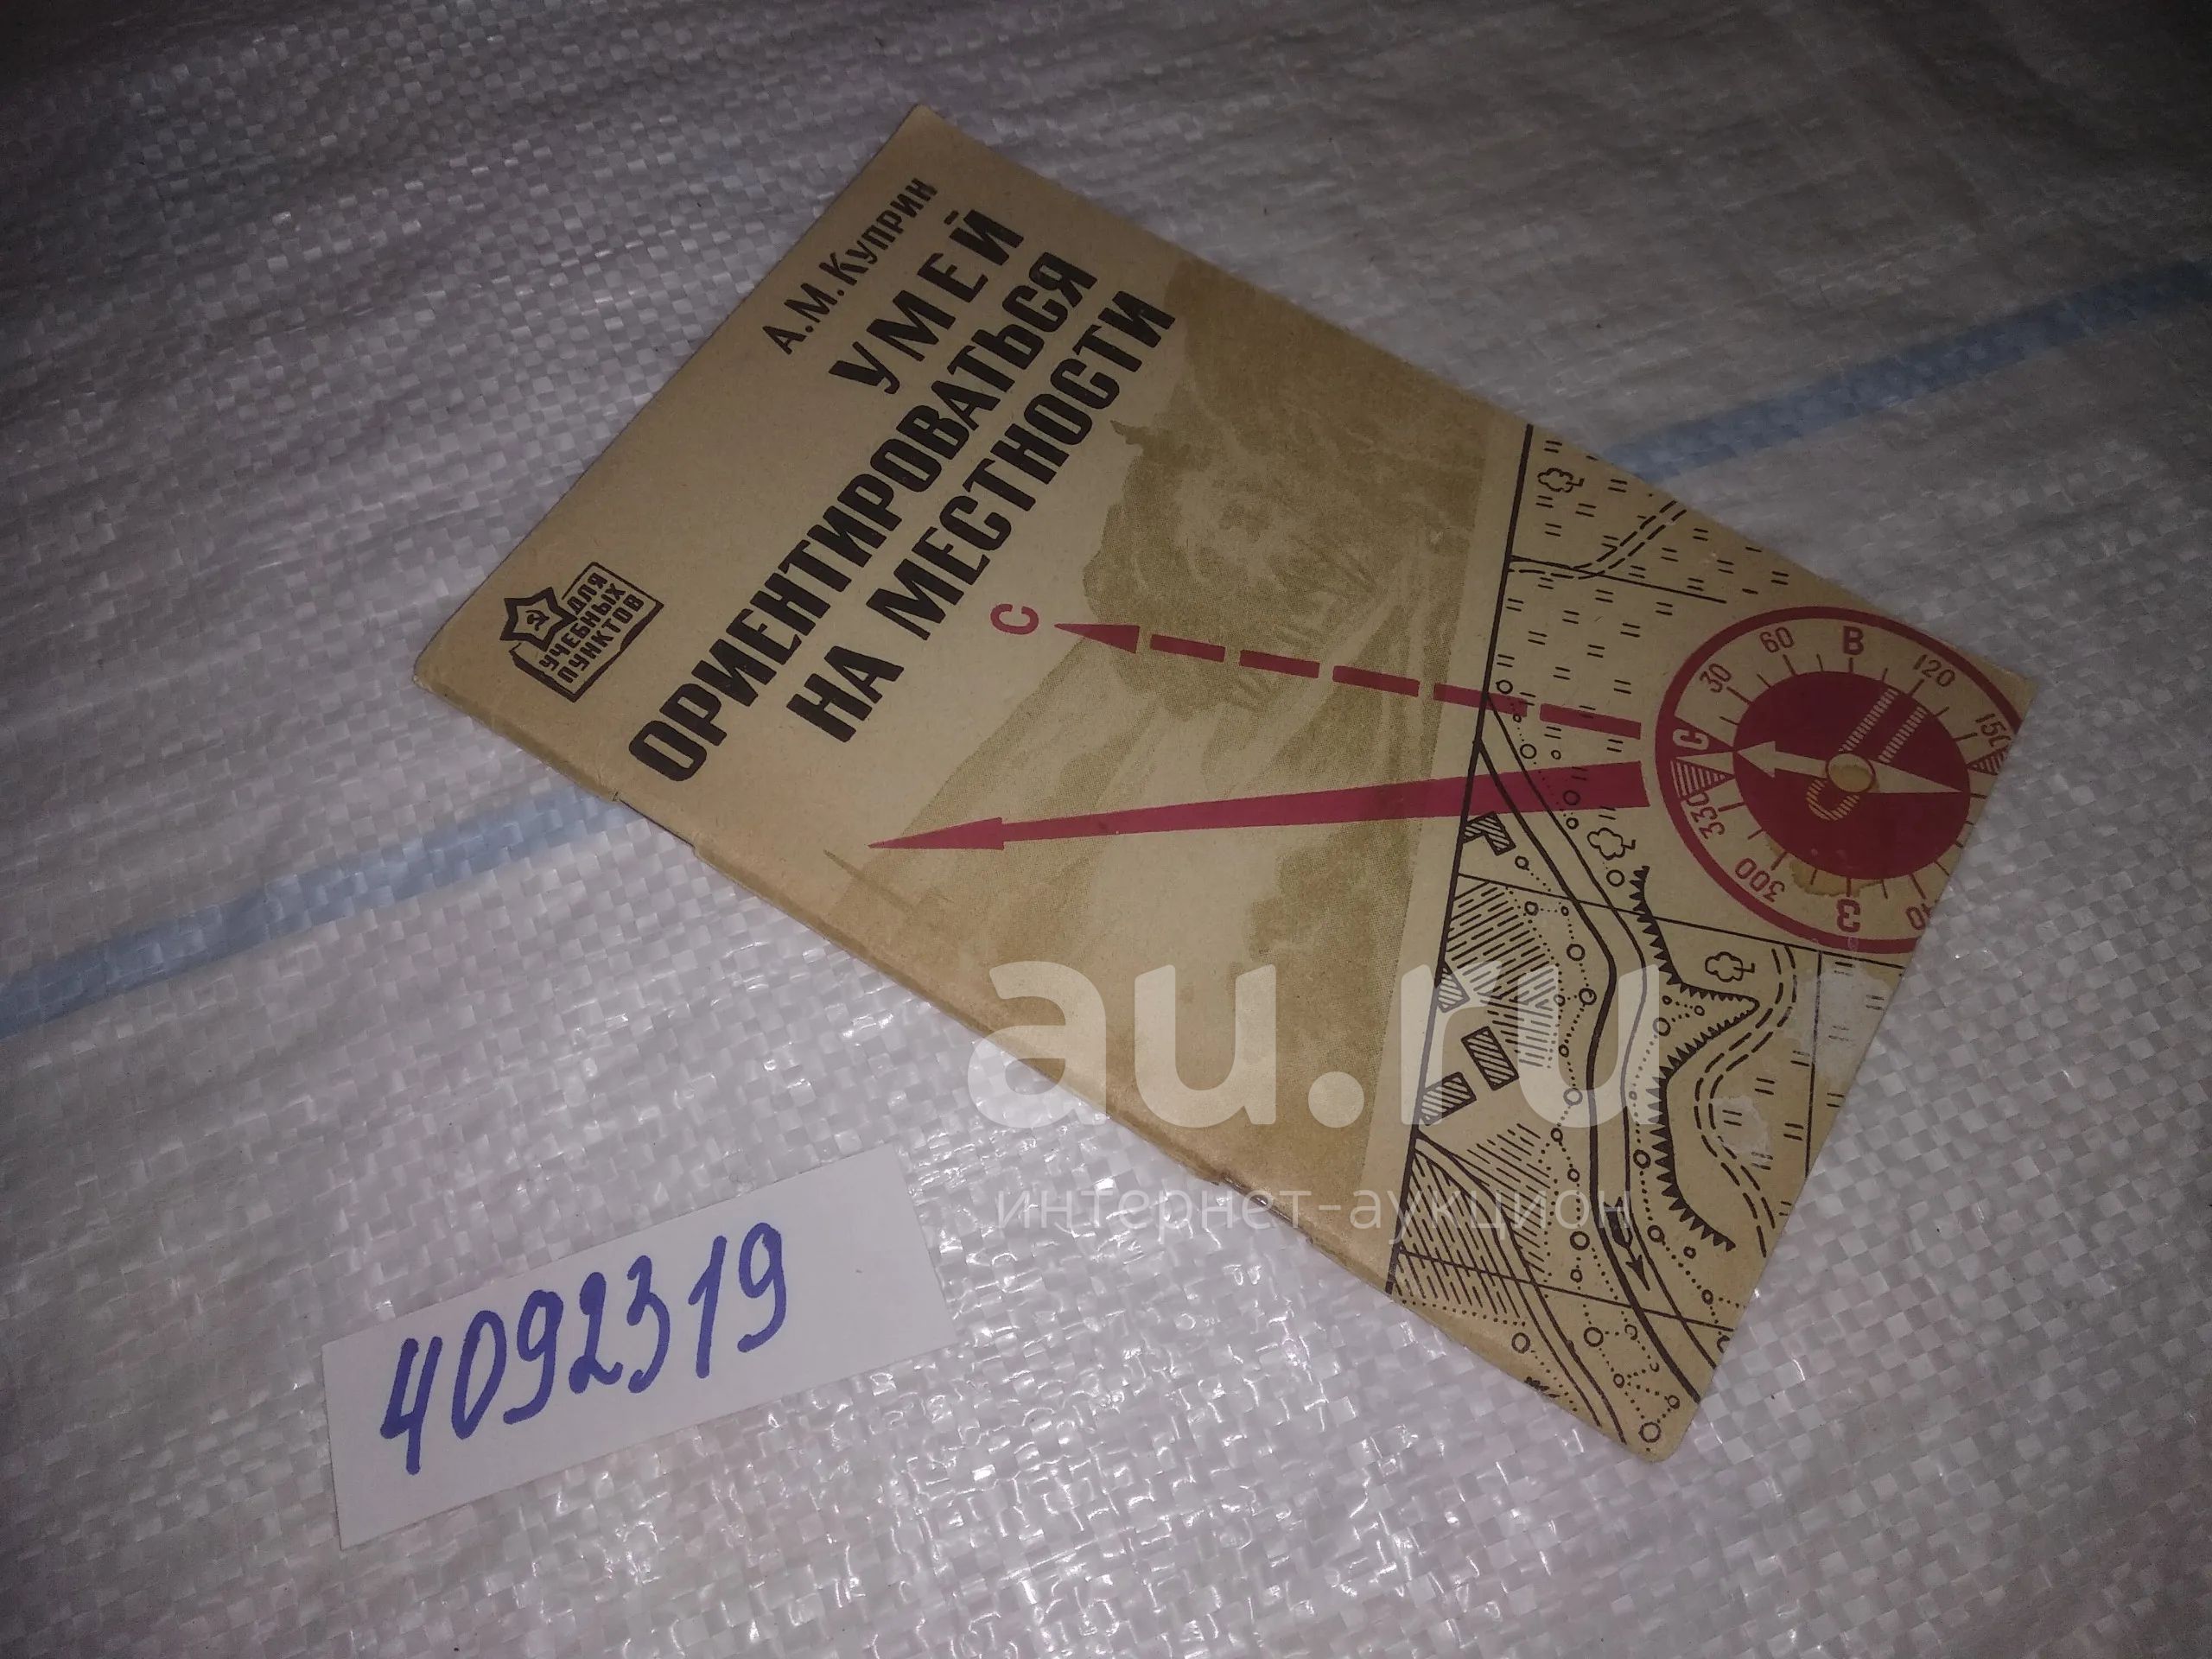 А.М.Куприн
УМЕЙ
ОРИЕНТИРОВАТЬСЯ
НА МЕСТНОСТИ
ДЛЯ
УЧЕБНЫХ
ПУНКТОВ
С
С
30
60
В
120
150
З
300
330
au.ru
интернет-аукцион
4092319